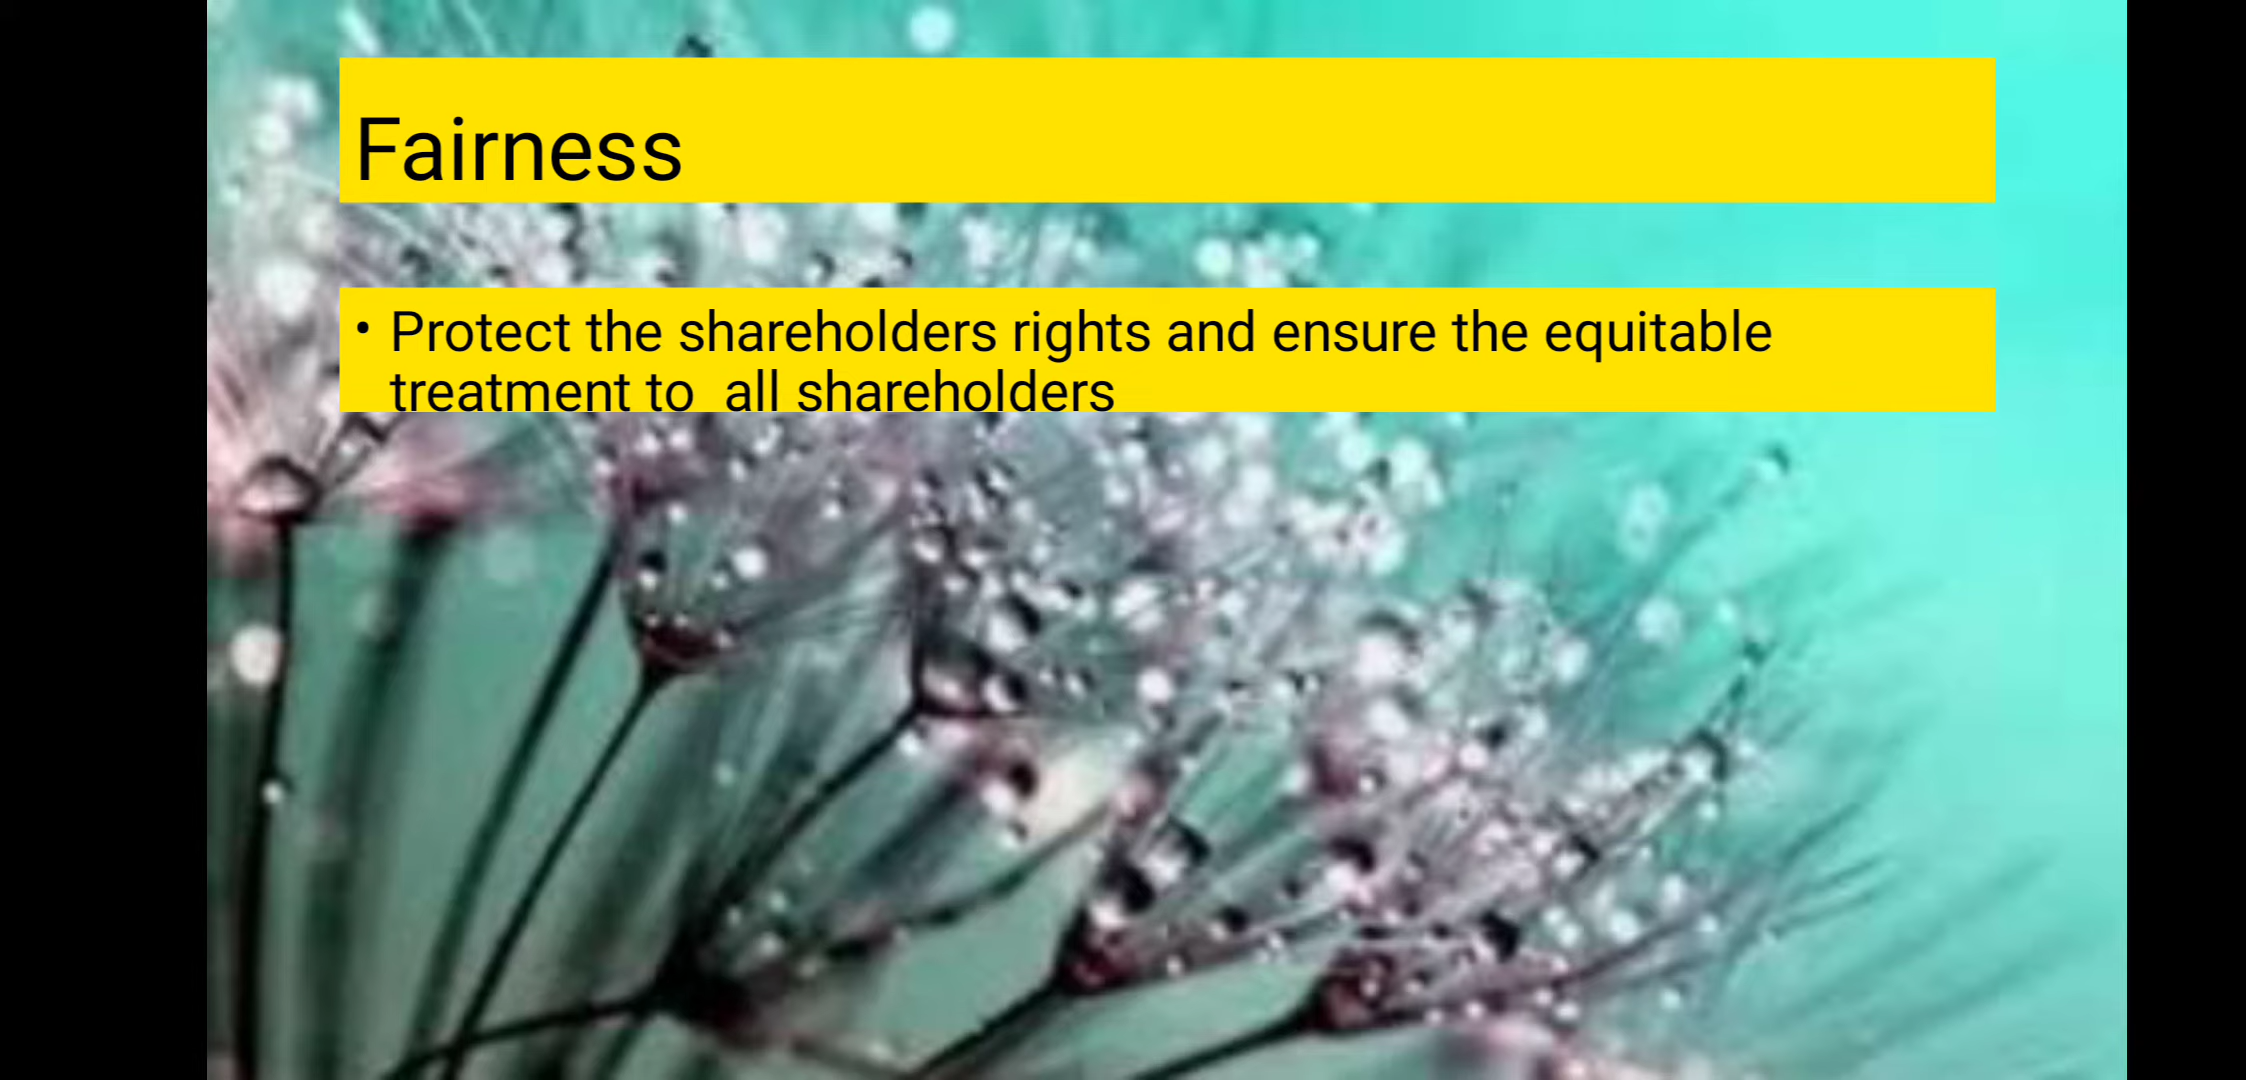 Fairness
• Protect the shareholders rights and ensure the equitable
treatment to  all shareholders